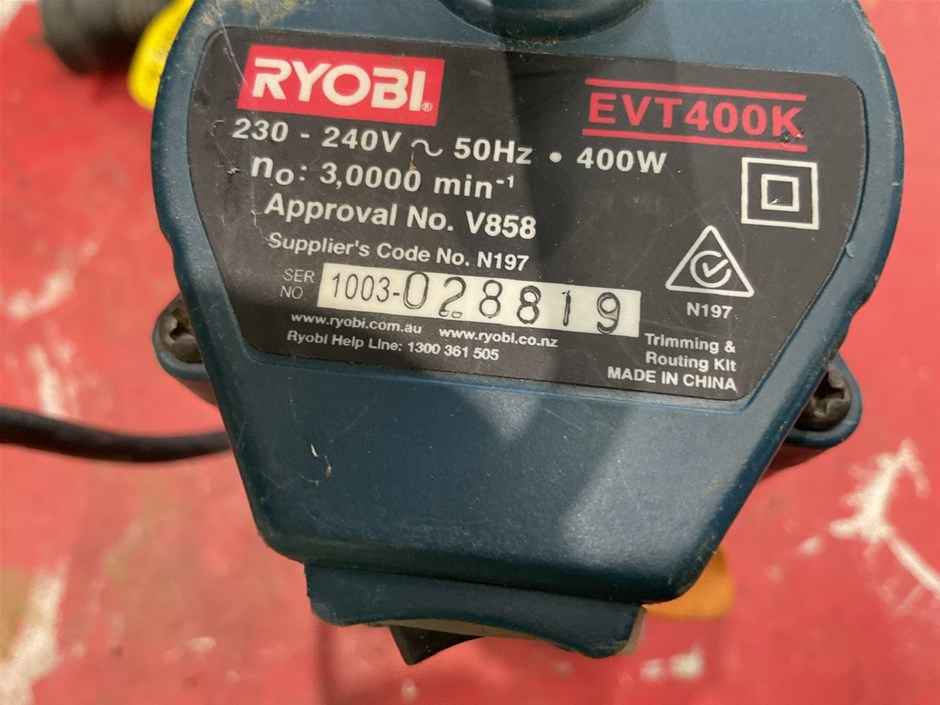 RYOBI®
EVT400K
230 - 240V ~ 50Hz • 400W
no: 3,0000 min-1
Approval No. V858
Supplier's Code No. N197
SER. NO. 1003-028819
N197
www.ryobi.com.au www.ryobi.co.nz
Ryobi Help Line: 1300 361 505
Trimming &
Routing Kit
MADE IN CHINA